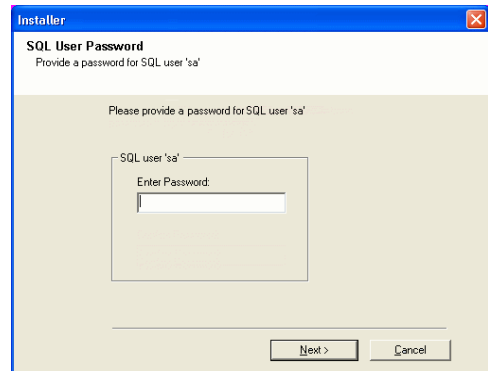 Installer
SQL User Password
Provide a password for SQL user 'sa'
Please provide a password for SQL user 'sa'
SQL user 'sa'
Enter Password:
Next >
Cancel